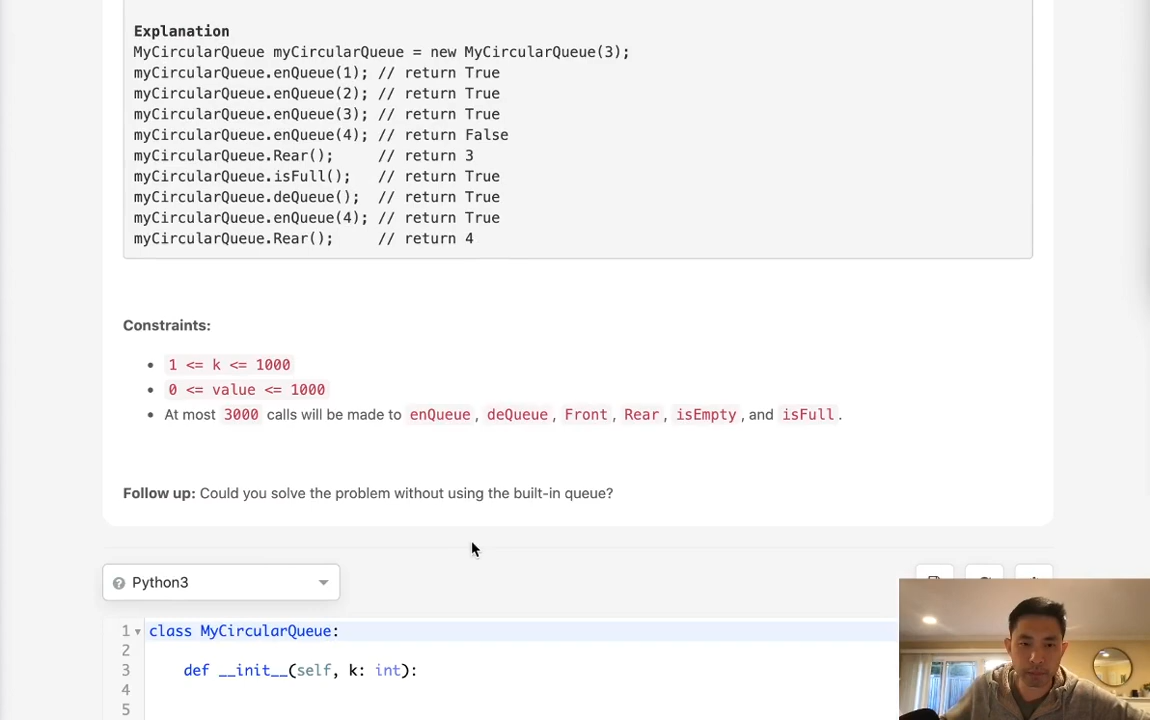 Explanation
MyCircularQueue myCircularQueue = new MyCircularQueue(3);
myCircularQueue.enQueue(1); // return True
myCircularQueue.enQueue(2); // return True
myCircularQueue.enQueue(3); // return True
myCircularQueue.enQueue(4); // return False
myCircularQueue.Rear();     // return 3
myCircularQueue.isFull();   // return True
myCircularQueue.deQueue();  // return True
myCircularQueue.enQueue(4); // return True
myCircularQueue.Rear();     // return 4
Constraints:
• 1 <= k <= 1000
• 0 <= value <= 1000
• At most 3000 calls will be made to enQueue, deQueue, Front, Rear, isEmpty, and isFull.
Follow up: Could you solve the problem without using the built-in queue?
Python3
1 class MyCircularQueue:
2
3     def __init__(self, k: int):
4
5